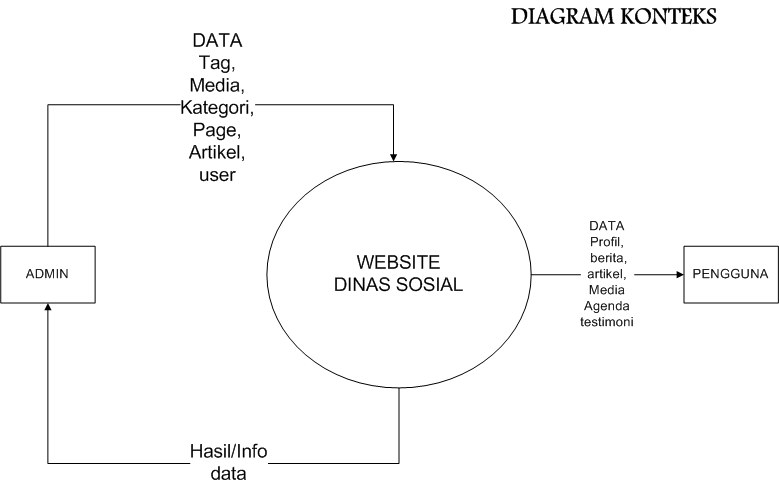 DIAGRAM KONTEKS
DATA
Tag,
Media,
Kategori,
Page,
Artikel,
user
ADMIN
WEBSITE
DINAS SOSIAL
DATA
Profil,
berita,
artikel,
Media
Agenda
testimoni
PENGGUNA
Hasil/Info
data